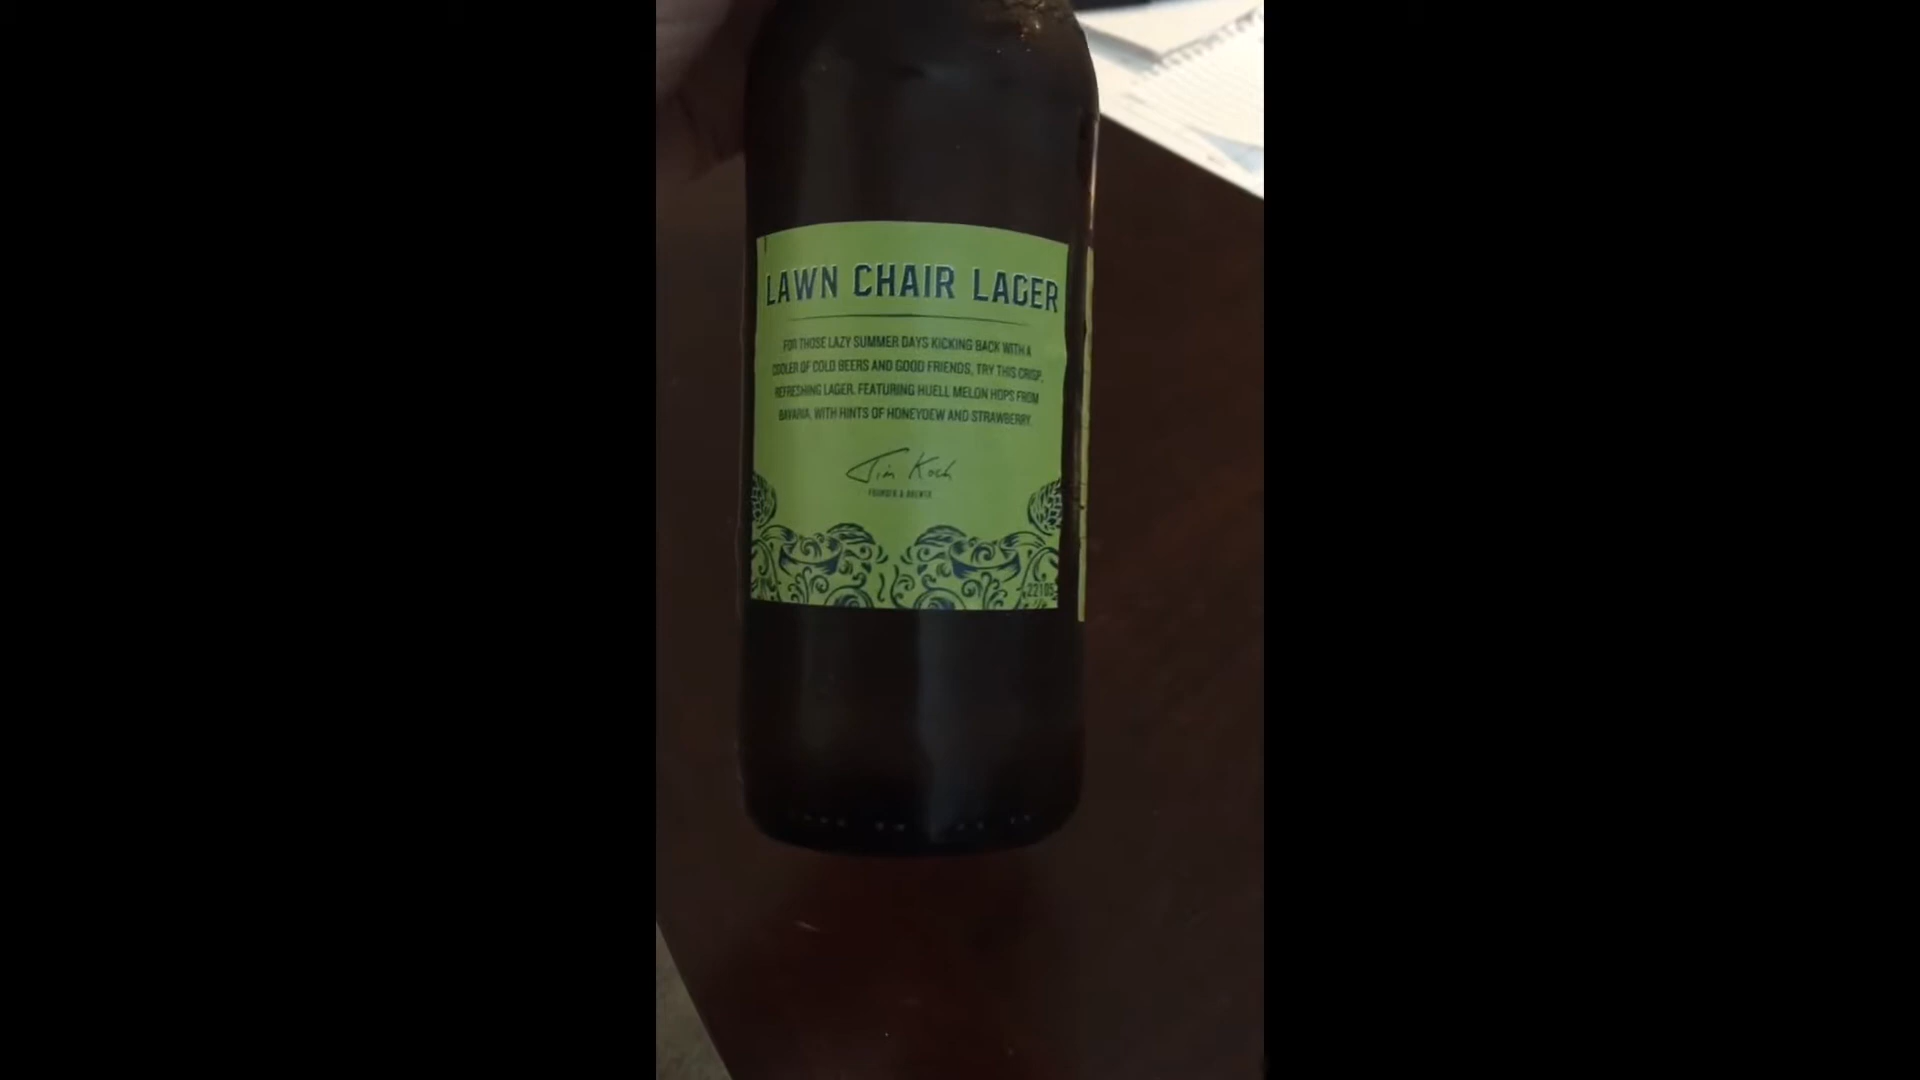 LAWN CHAIR LAGER
FOR THOSE LAZY SUMMER DAYS KICKING BACK WITH A
COOLER OF COLD BEERS AND GOOD FRIENDS, TRY THIS CRISP,
REFRESHING LAGER. FEATURING HUELL MELON HOPS FROM
BAVARIA, WITH HINTS OF HONEYDEW AND STRAWBERRY.
Jim Koch
FOUNDER & BREWER
22105